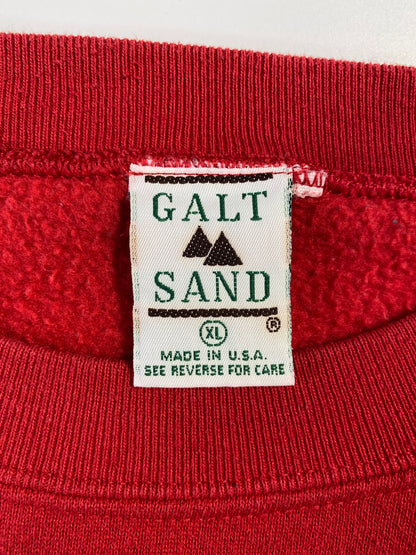 GALT
SAND
®
XL
MADE IN U.S.A.
SEE REVERSE FOR CARE